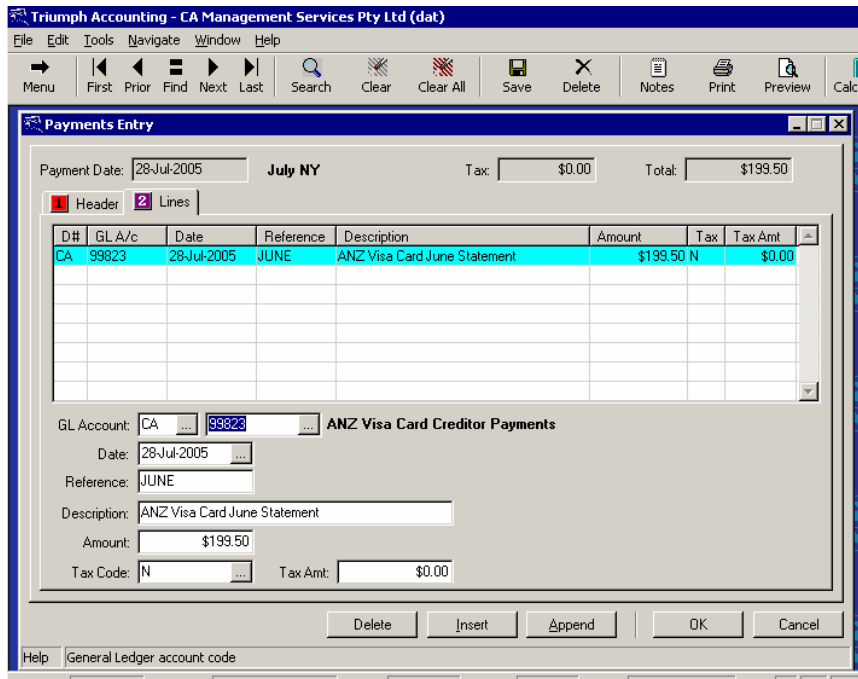 Triumph Accounting - CA Management Services Pty Ltd (dat)
File Edit Tools Navigate Window Help
Menu First Prior Find Next Last Search Clear Clear All Save Delete Notes Print Preview Calc
Payments Entry
Payment Date: 28-Jul-2005 July NY Tax: $0.00 Total: $199.50
1 Header 2 Lines
D# GL A/c Date Reference Description Amount Tax Tax Amt
CA 99823 28-Jul-2005 JUNE ANZ Visa Card June Statement $199.50 N $0.00
GL Account: CA ... 99823 ... ANZ Visa Card Creditor Payments
Date: 28-Jul-2005 ...
Reference: JUNE
Description: ANZ Visa Card June Statement
Amount: $199.50
Tax Code: N ... Tax Amt: $0.00
Delete Insert Append OK Cancel
Help General Ledger account code